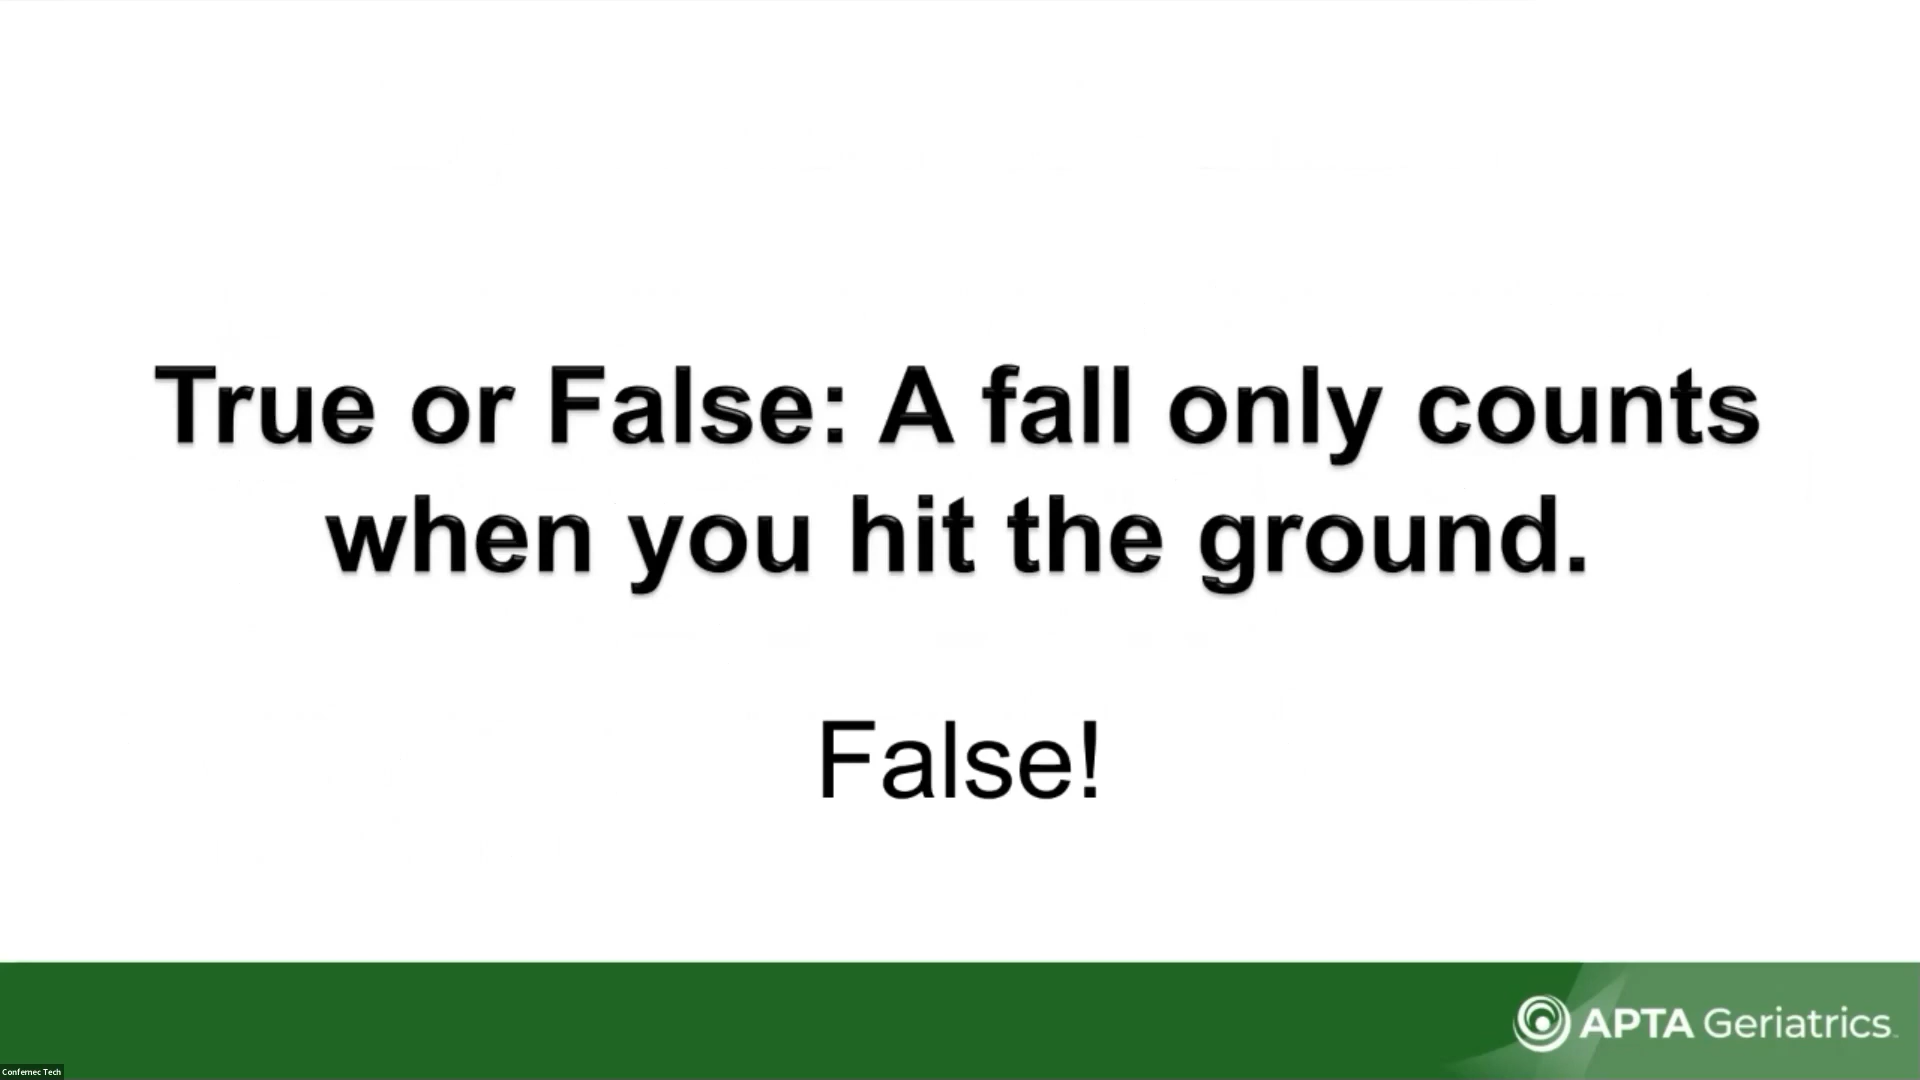 True or False: A fall only counts
when you hit the ground.
False!
APTA Geriatrics
Confernec Tech